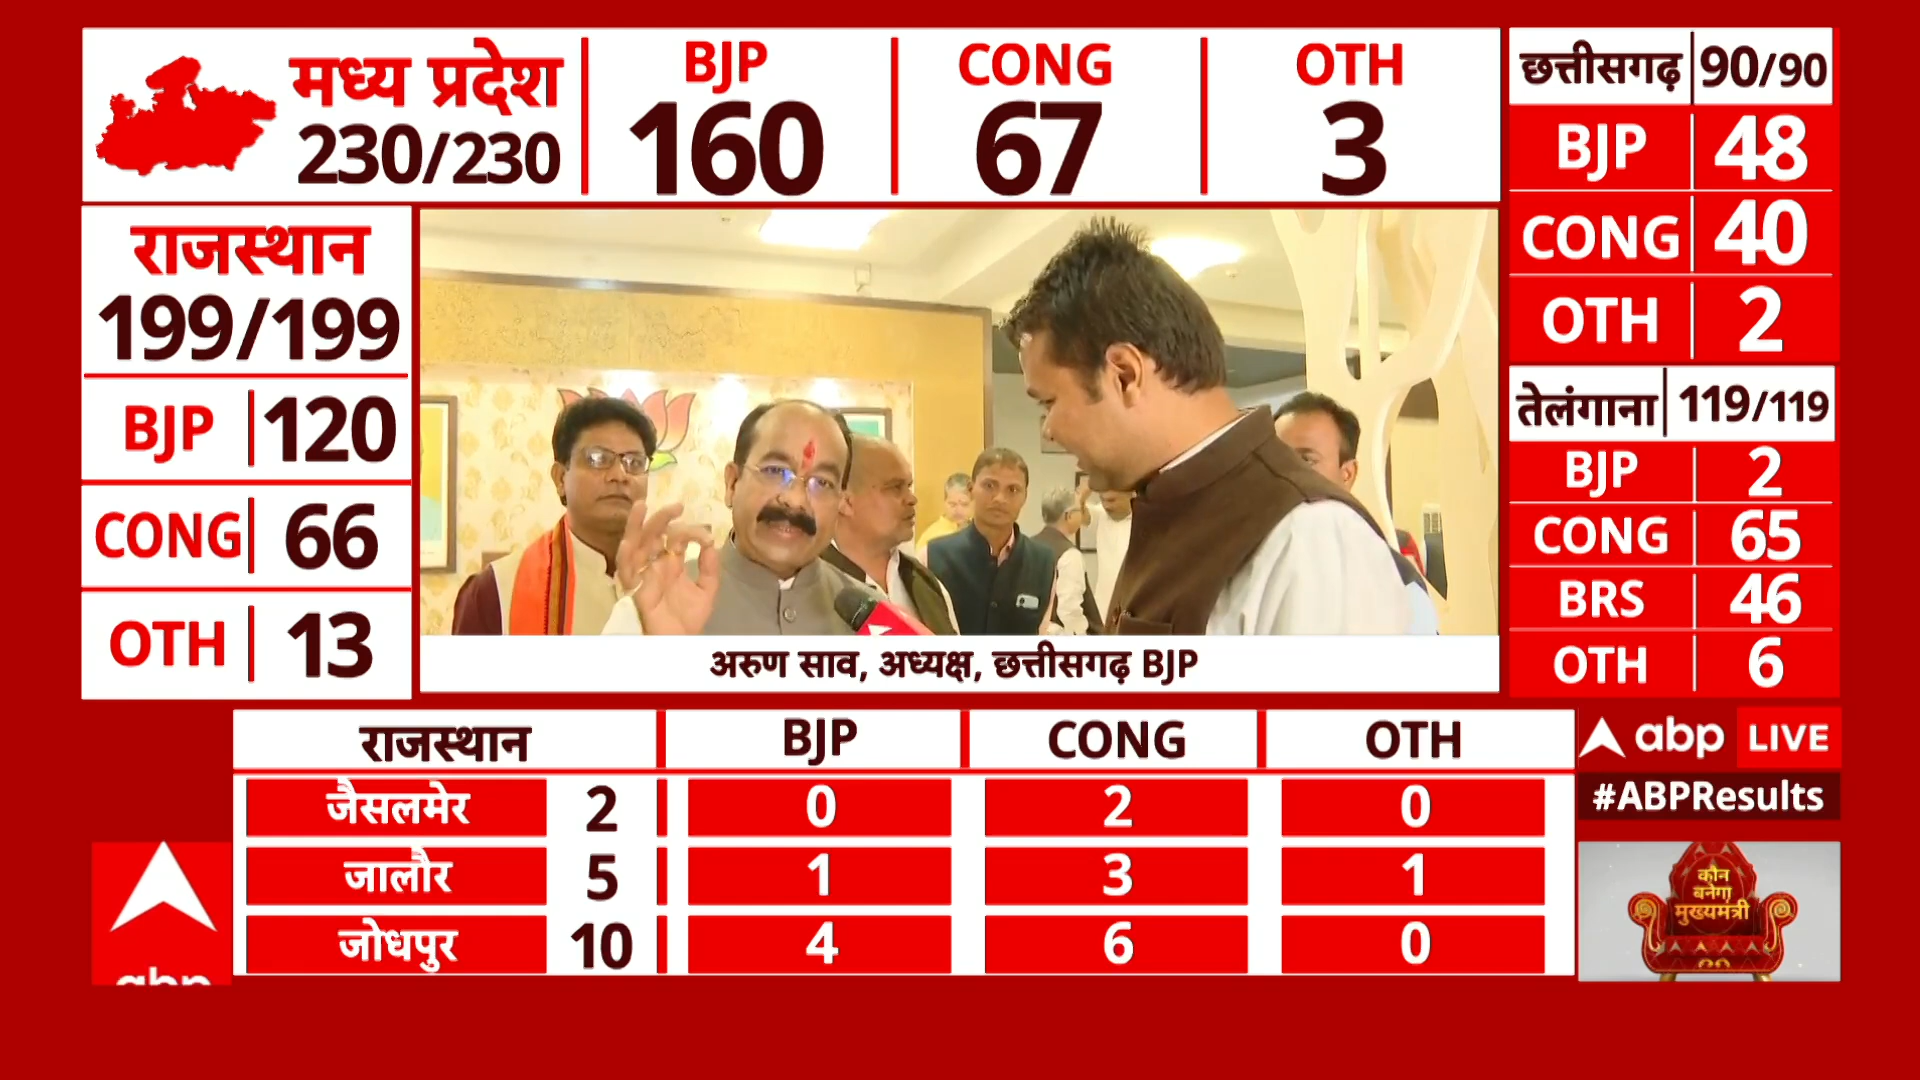 मध्य प्रदेश
230/230
BJP
160
CONG
67
OTH
3
छत्तीसगढ़ 90/90
BJP 48
CONG 40
OTH 2
राजस्थान
199/199
BJP 120
CONG 66
OTH 13
तेलंगाना 119/119
BJP 2
CONG 65
BRS 46
OTH 6
अरुण साव, अध्यक्ष, छत्तीसगढ़ BJP
राजस्थान BJP CONG OTH
जैसलमेर 2 0 2 0
जालौर 5 1 3 1
जोधपुर 10 4 6 0
abp LIVE
#ABPResults
कौन
बनेगा
मुख्यमंत्री
abp